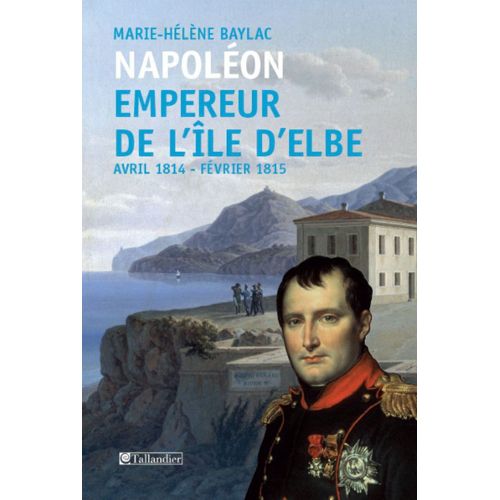 MARIE-HÉLÈNE BAYLAC
NAPOLÉON
EMPEREUR
DE L'ÎLE D'ELBE
AVRIL 1814 - FÉVRIER 1815
Tallandier